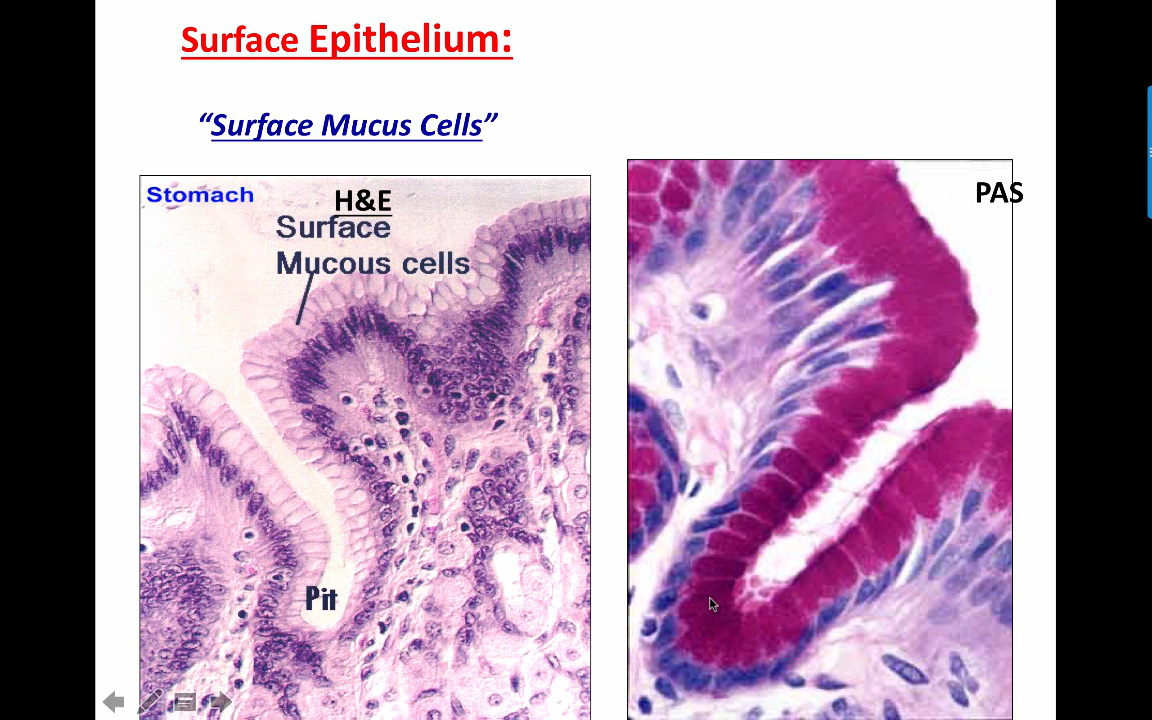 Surface Epithelium:
“Surface Mucus Cells”
Stomach
H&E
Surface
Mucous cells
Pit
PAS